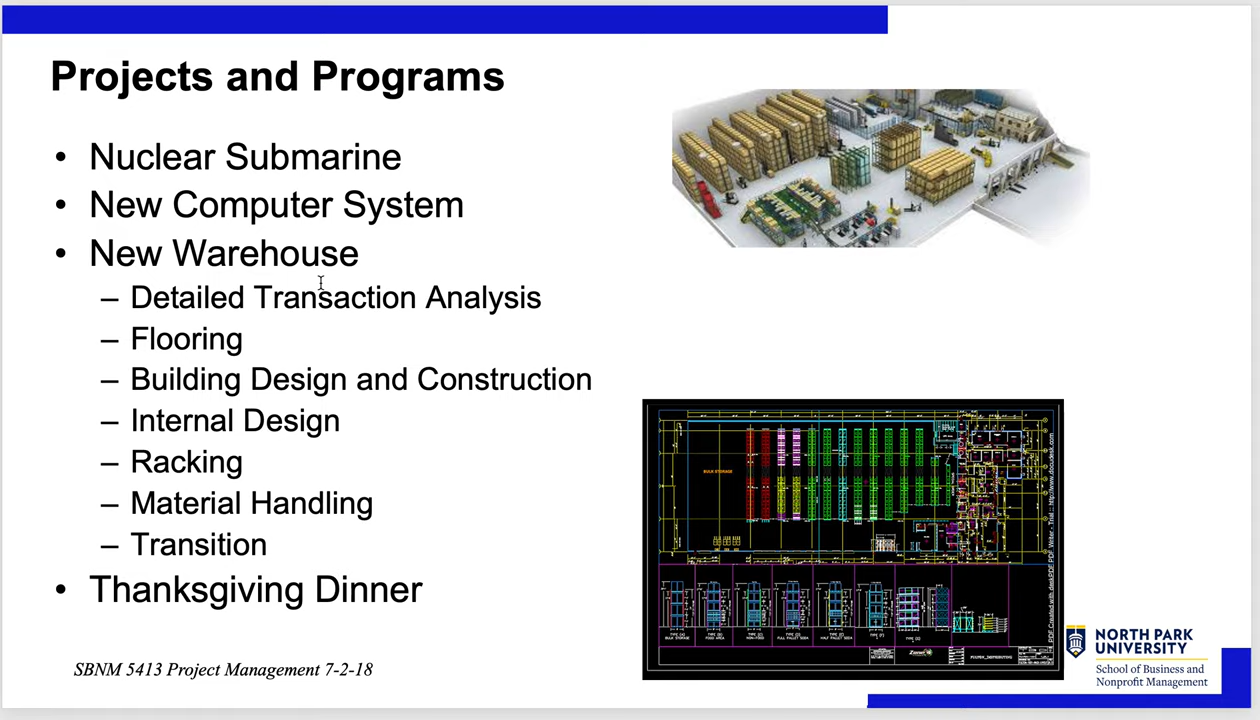 Projects and Programs
• Nuclear Submarine
• New Computer System
• New Warehouse
– Detailed Transaction Analysis
– Flooring
– Building Design and Construction
– Internal Design
– Racking
– Material Handling
– Transition
• Thanksgiving Dinner
BULK STORAGE
SBNM 5413 Project Management 7-2-18
NORTH PARK
UNIVERSITY
School of Business and
Nonprofit Management